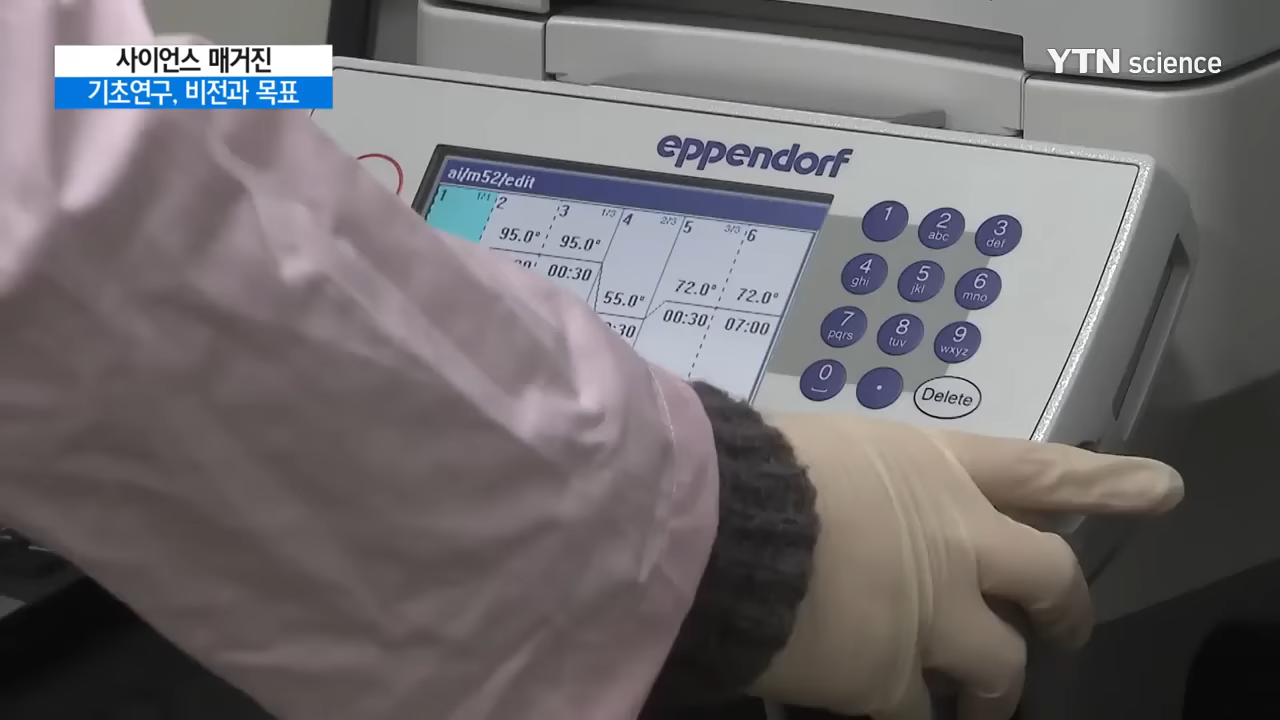 사이언스 매거진
기초연구, 비전과 목표
YTN science
eppendorf
ai/m52/edit
1 1/1 2 3 1/3 4 2/3 5 3/3 6
95.0° 95.0°
00:30
55.0° 72.0° 72.0°
:30 00:30 07:00
1 2 abc 3 def
4 ghi 5 jkl 6 mno
7 pqrs 8 tuv 9 wxyz
0 . Delete